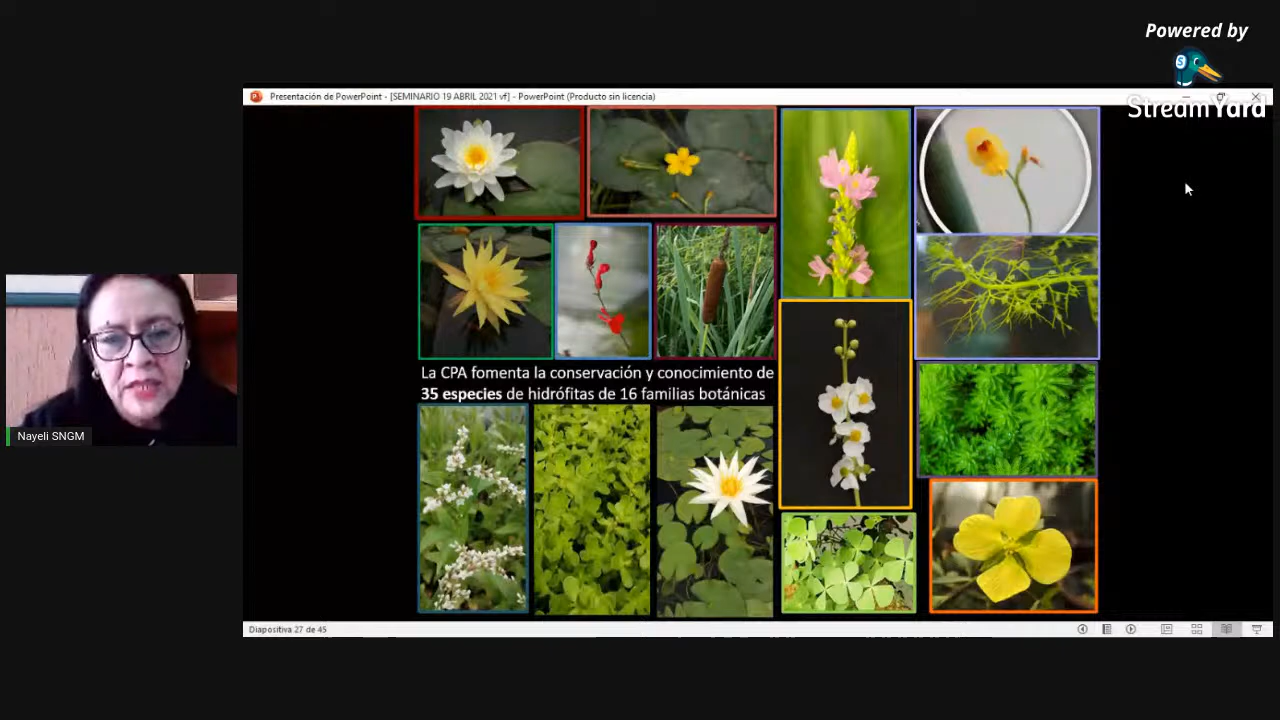 Powered by
StreamYard
Presentación de PowerPoint - [SEMINARIO 19 ABRIL 2021 vf] - PowerPoint (Producto sin licencia)
La CPA fomenta la conservación y conocimiento de
35 especies de hidrófitas de 16 familias botánicas
Nayeli SNGM
Diapositiva 27 de 45